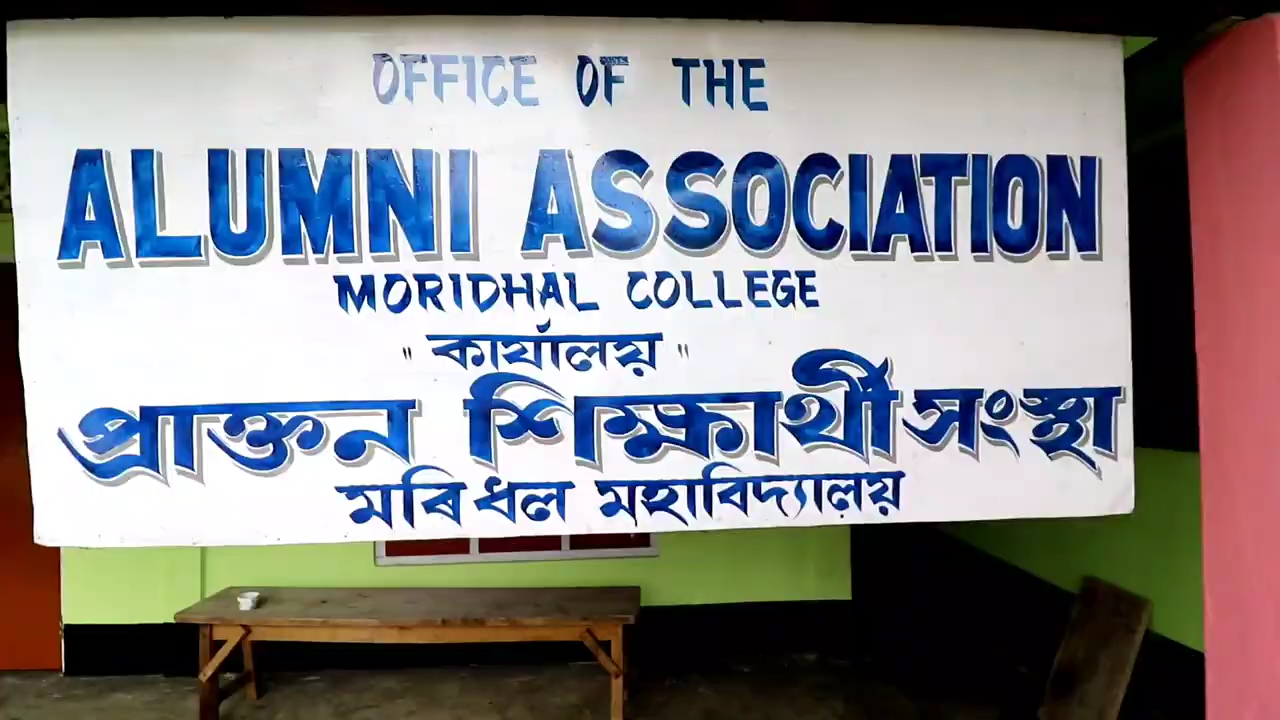 OFFICE OF THE
ALUMNI ASSOCIATION
MORIDHAL COLLEGE
" কাৰ্যালয় "
প্ৰাক্তন শিক্ষাৰ্থী সংস্থা
মৰিধল মহাবিদ্যালয়